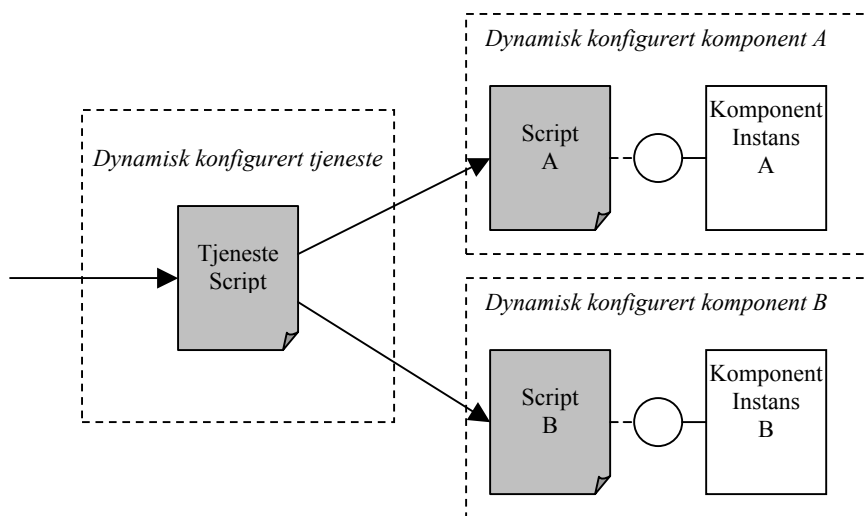 Dynamisk konfigurert tjeneste
Tjeneste
Script
Dynamisk konfigurert komponent A
Script
A
Komponent
Instans
A
Dynamisk konfigurert komponent B
Script
B
Komponent
Instans
B